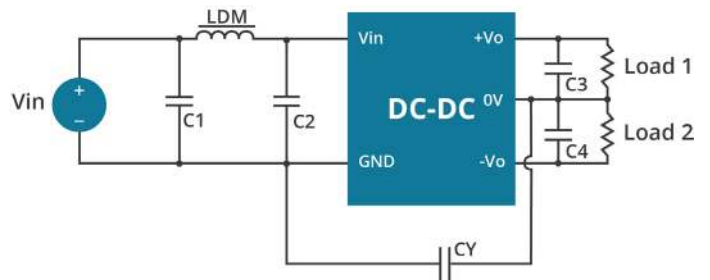 LDM
Vin
+Vo
Load 1
C3
Vin
+
−
C1
C2
DC-DC
0V
C4
Load 2
GND
-Vo
CY